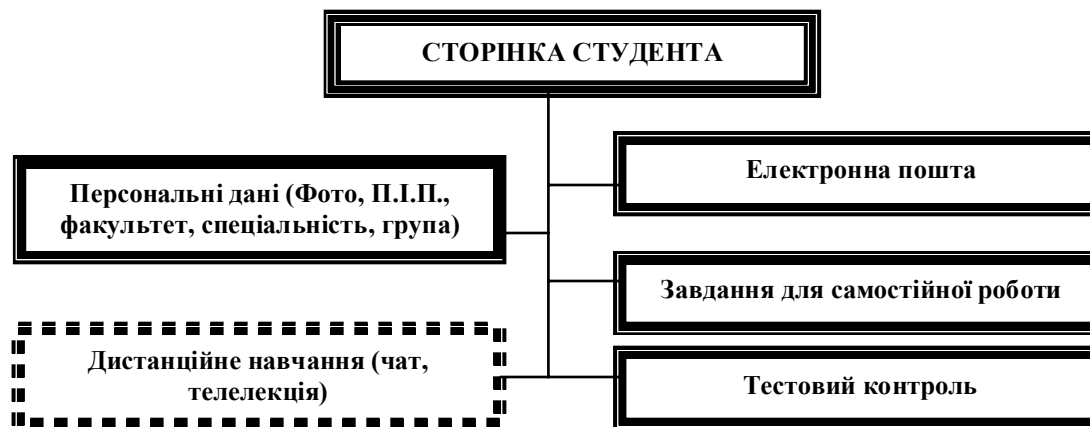 СТОРІНКА СТУДЕНТА
Електронна пошта
Персональні дані (Фото, П.І.П.,
факультет, спеціальність, група)
Завдання для самостійної роботи
Дистанційне навчання (чат,
телелекція)
Тестовий контроль